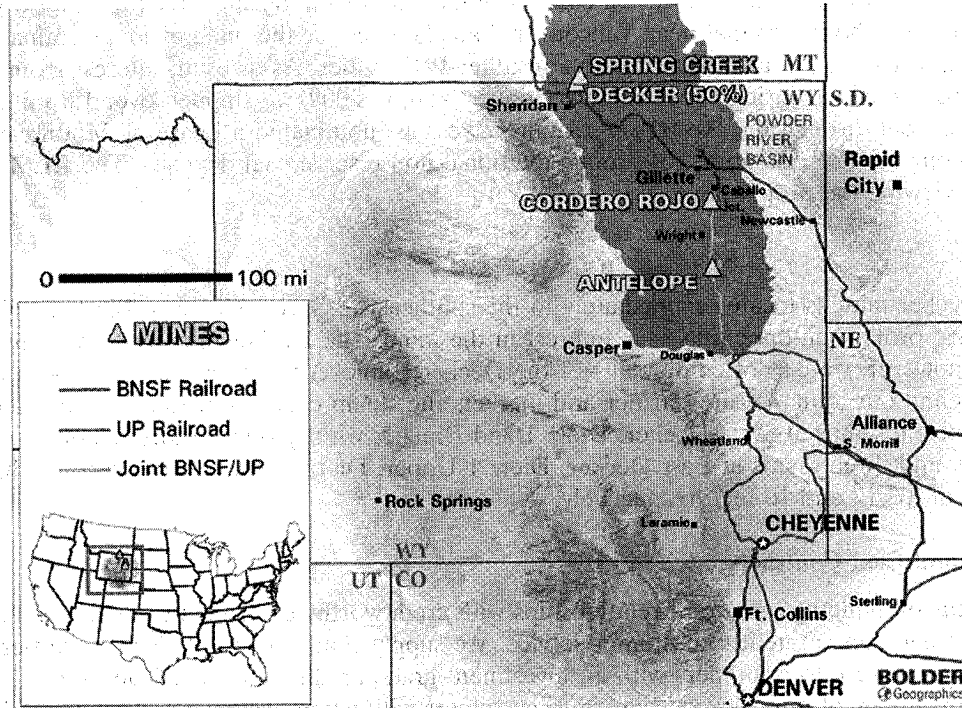 SPRING CREEK
MT
DECKER (50%)
WY
S.D.
Sheridan
POWDER
RIVER
BASIN
Rapid
City
Gillette
Caballo
CORDERO ROJO
Jct.
Newcastle
Wright
0
100 mi
ANTELOPE
MINES
Casper
Douglas
NE
BNSF Railroad
UP Railroad
Alliance
Wheatland
S. Morrill
Joint BNSF/UP
Rock Springs
Laramie
CHEYENNE
WY
UT
CO
Ft. Collins
Sterling
DENVER
BOLDER
Geographics